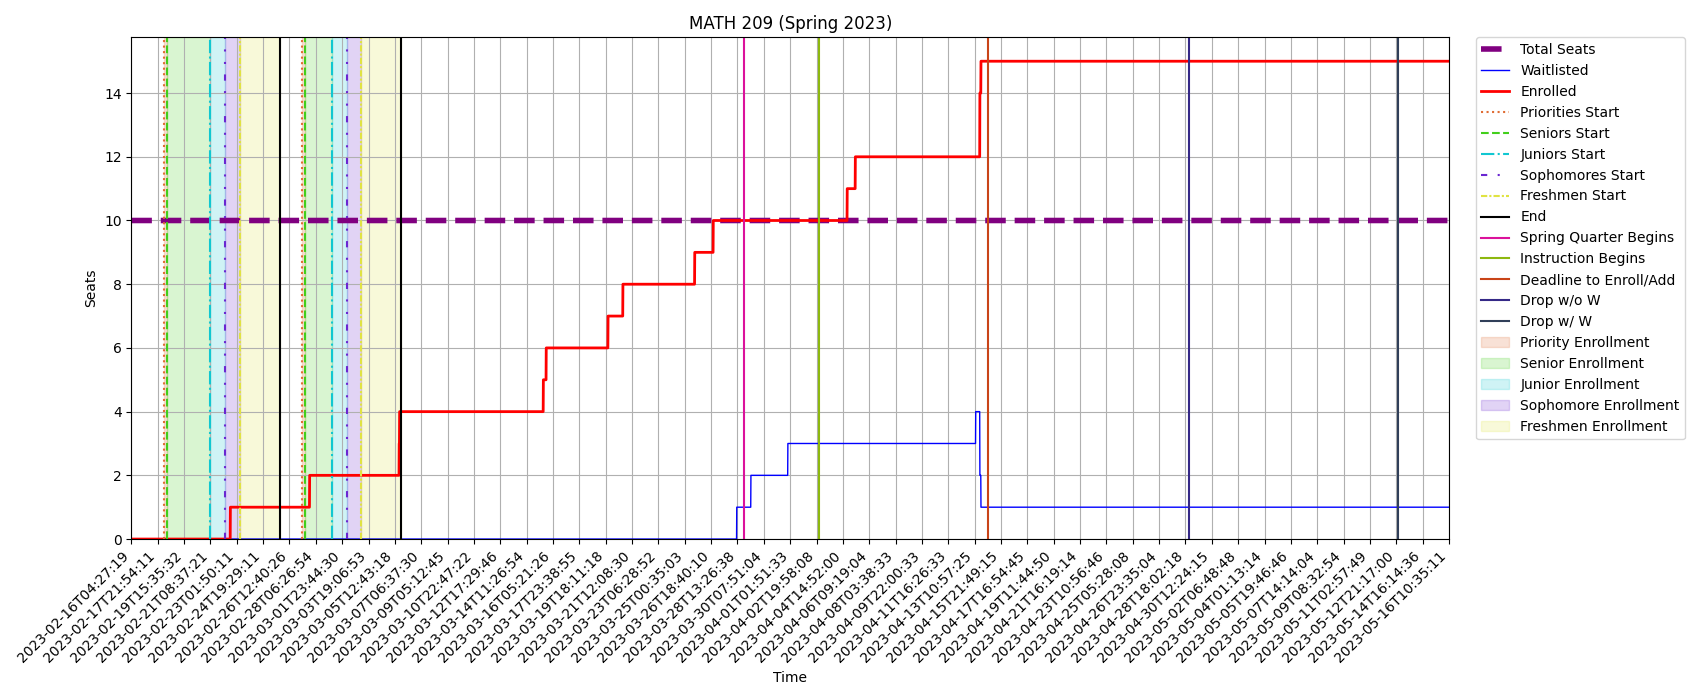 MATH 209 (Spring 2023)
Seats
14
12
10
8
6
4
2
0
2023-02-16T04:27:19
2023-02-17T21:54:11
2023-02-19T15:35:32
2023-02-21T08:37:21
2023-02-23T01:50:11
2023-02-24T19:29:11
2023-02-26T12:40:26
2023-02-28T06:26:54
2023-03-01T23:44:30
2023-03-03T19:06:53
2023-03-05T12:43:18
2023-03-07T06:37:30
2023-03-09T05:12:45
2023-03-10T22:47:22
2023-03-12T17:29:46
2023-03-14T11:26:54
2023-03-16T05:21:26
2023-03-17T23:38:55
2023-03-19T18:11:18
2023-03-21T12:08:30
2023-03-23T06:28:52
2023-03-25T00:35:03
2023-03-26T18:40:10
2023-03-28T13:26:38
2023-03-30T07:51:04
2023-04-01T01:51:33
2023-04-02T19:58:08
2023-04-04T14:52:00
2023-04-06T09:19:04
2023-04-08T03:38:33
2023-04-09T22:00:33
2023-04-11T16:26:33
2023-04-13T10:57:25
2023-04-15T21:49:15
2023-04-17T16:54:45
2023-04-19T11:44:50
2023-04-21T16:19:14
2023-04-23T10:56:46
2023-04-25T05:28:08
2023-04-26T23:35:04
2023-04-28T18:02:18
2023-04-30T12:24:15
2023-05-02T06:48:48
2023-05-04T01:13:14
2023-05-05T19:46:46
2023-05-07T14:14:04
2023-05-09T08:32:54
2023-05-11T02:57:49
2023-05-12T21:17:00
2023-05-14T16:14:36
2023-05-16T10:35:11
Time
Total Seats
Waitlisted
Enrolled
Priorities Start
Seniors Start
Juniors Start
Sophomores Start
Freshmen Start
End
Spring Quarter Begins
Instruction Begins
Deadline to Enroll/Add
Drop w/o W
Drop w/ W
Priority Enrollment
Senior Enrollment
Junior Enrollment
Sophomore Enrollment
Freshmen Enrollment